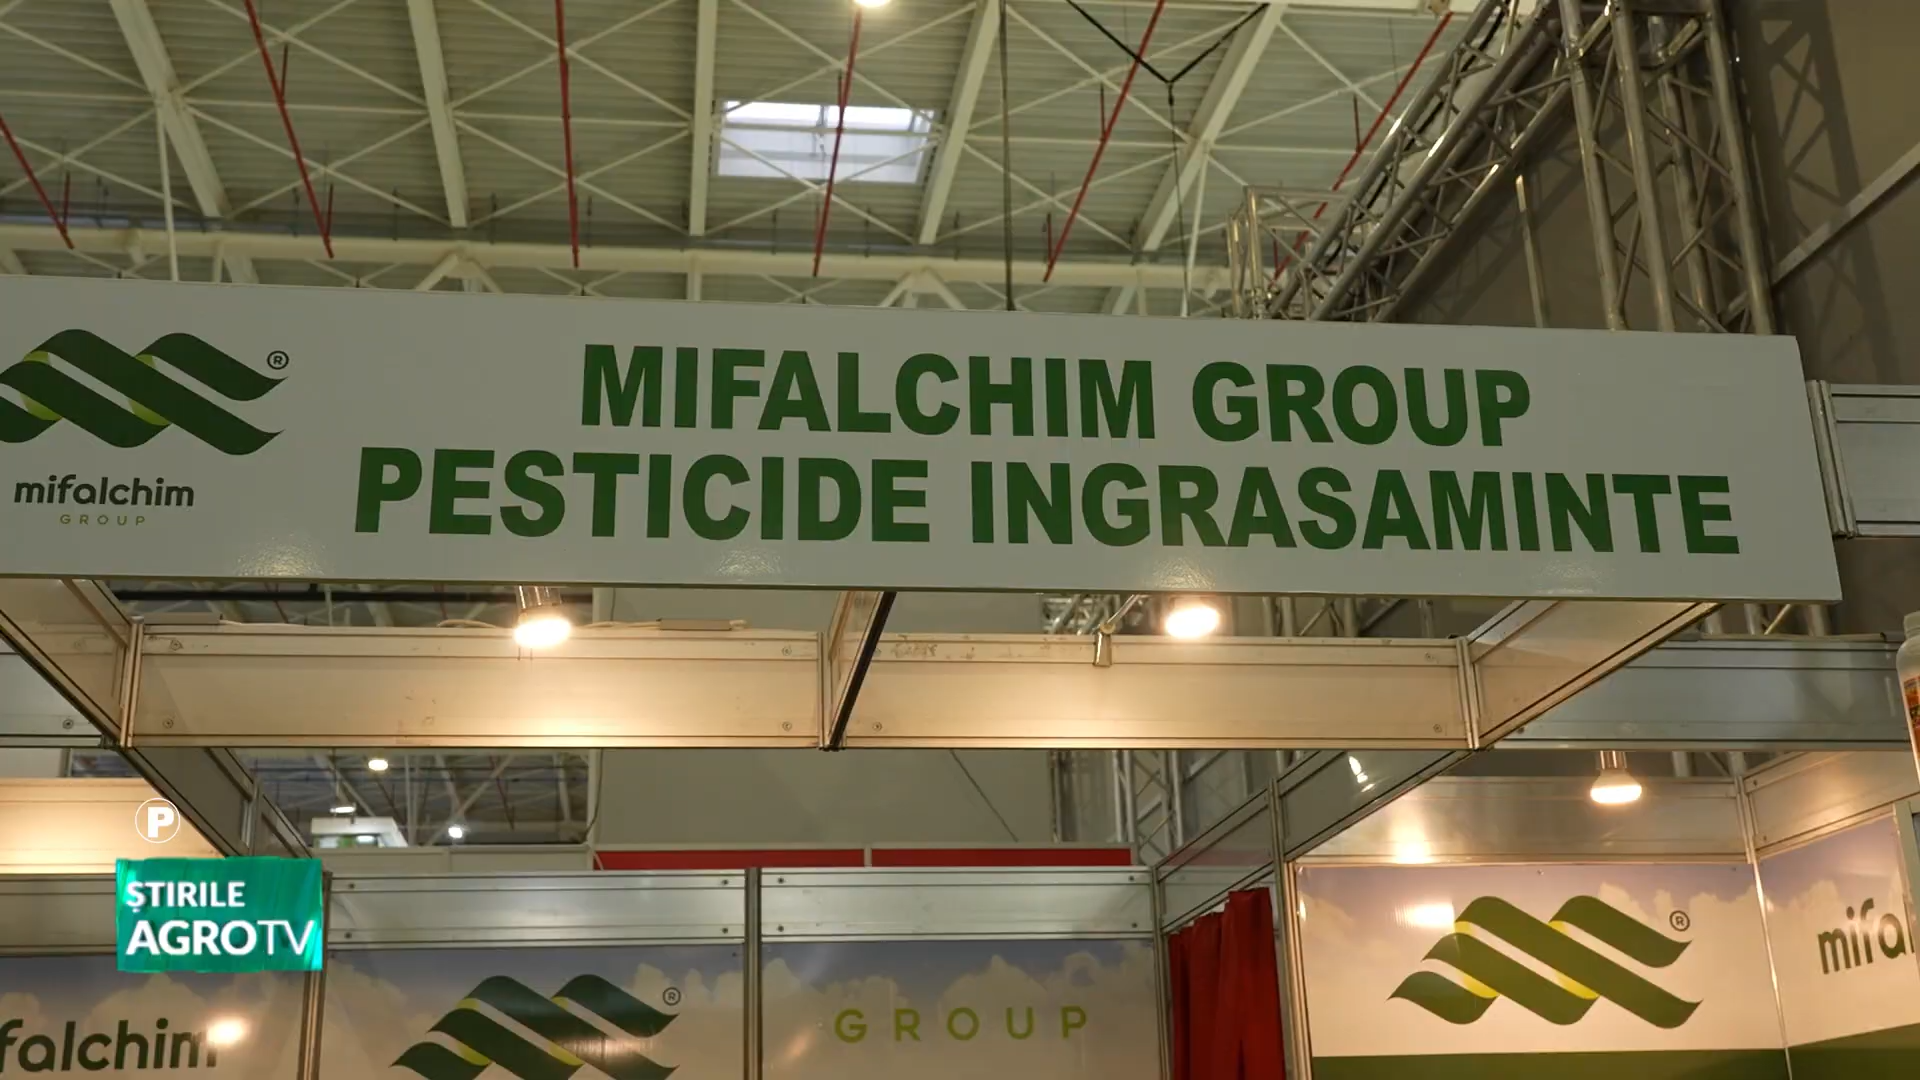 MIFALCHIM GROUP
PESTICIDE INGRASAMINTE
®
mifalchim
GROUP
P
ȘTIRILE
AGROTV
falchim
®
GROUP
®
mifal